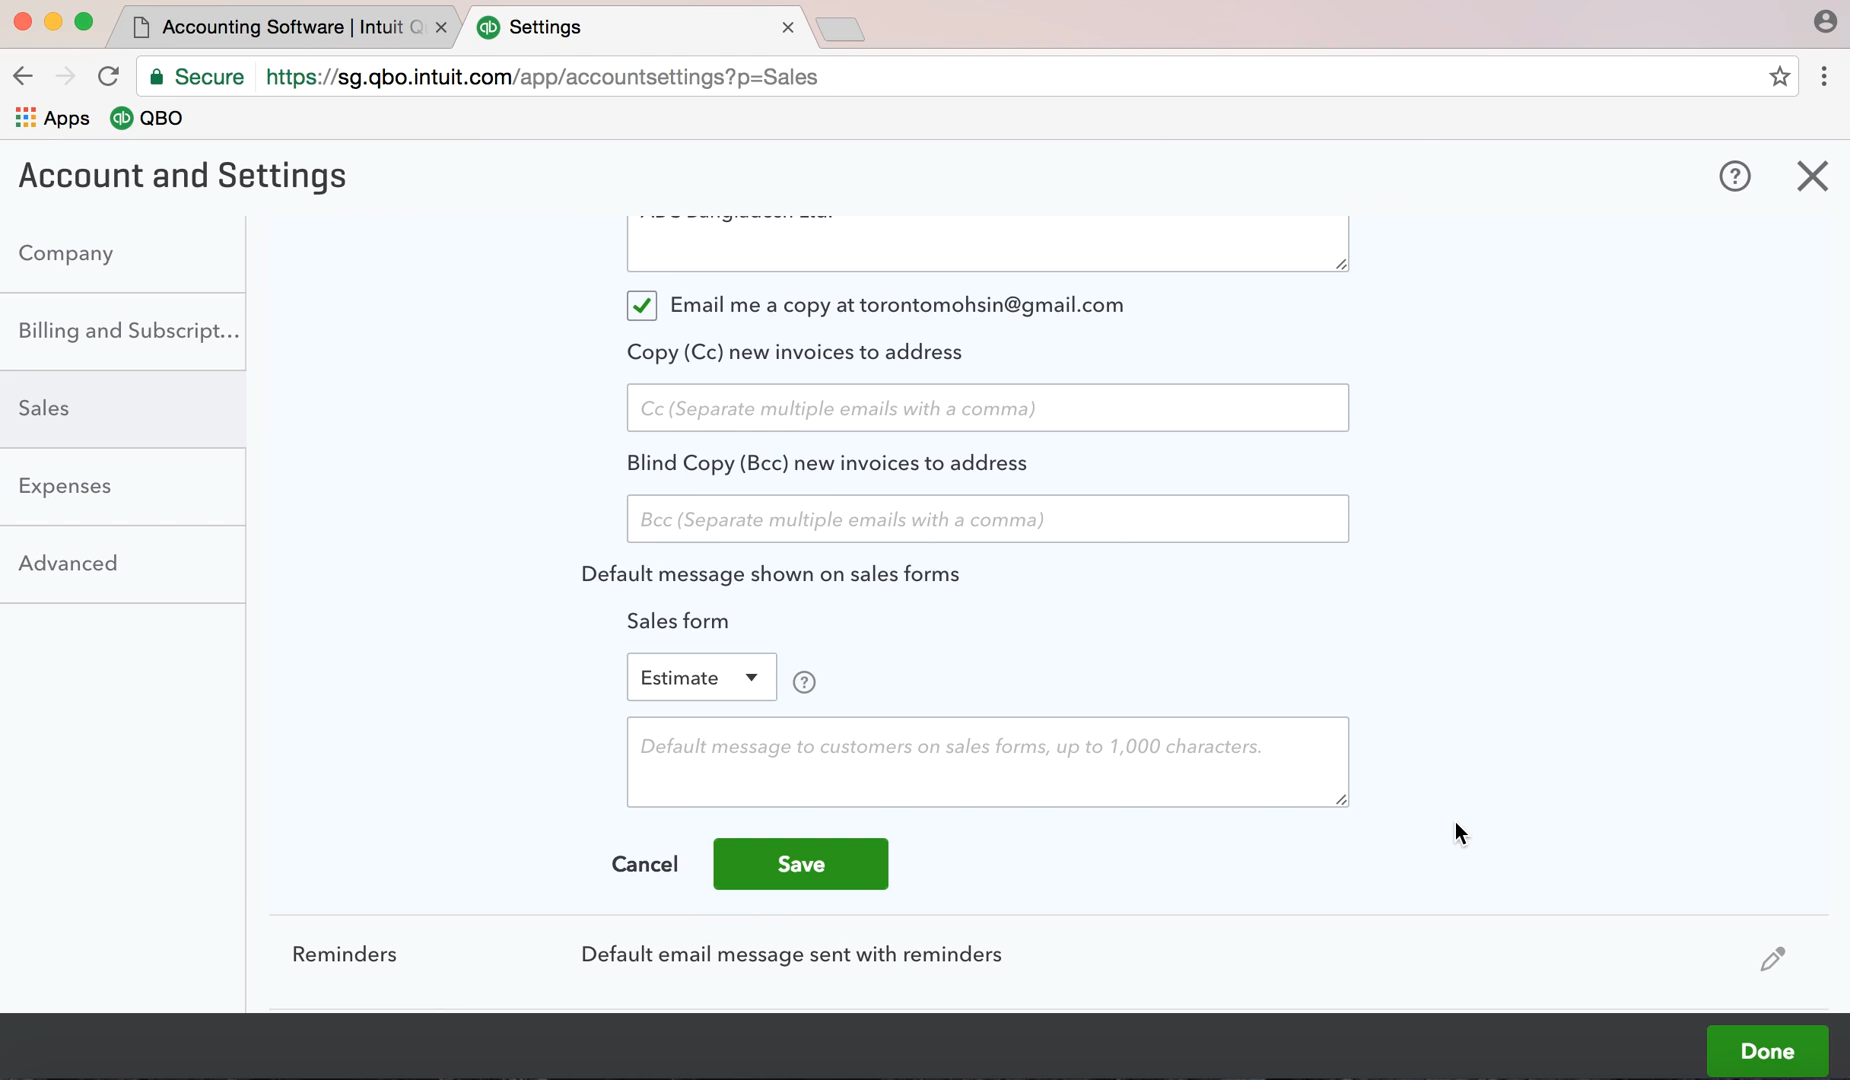 Accounting Software | Intuit Q
Settings
Secure https://sg.qbo.intuit.com/app/accountsettings?p=Sales
Apps
qb QBO
Account and Settings
Company
Billing and Subscript...
Sales
Expenses
Advanced
Email me a copy at torontomohsin@gmail.com
Copy (Cc) new invoices to address
Cc (Separate multiple emails with a comma)
Blind Copy (Bcc) new invoices to address
Bcc (Separate multiple emails with a comma)
Default message shown on sales forms
Sales form
Estimate
Default message to customers on sales forms, up to 1,000 characters.
Cancel
Save
Reminders
Default email message sent with reminders
Done